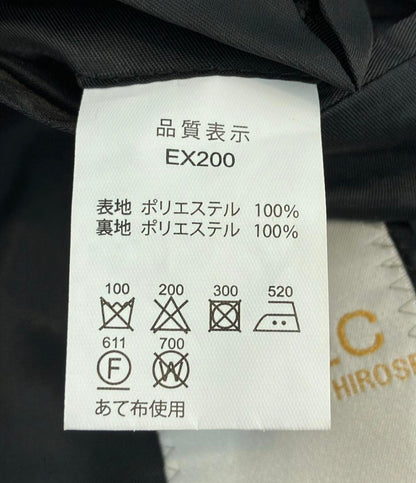 品質表示
EX200
表地 ポリエステル 100%
裏地 ポリエステル 100%
100 200 300 520
611 700
F W
あて布使用
C
HIROSE